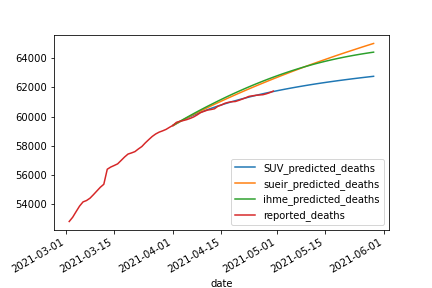 64000
62000
60000
58000
56000
54000
SUV_predicted_deaths
sueir_predicted_deaths
ihme_predicted_deaths
reported_deaths
2021-03-01
2021-03-15
2021-04-01
2021-04-15
2021-05-01
2021-05-15
2021-06-01
date